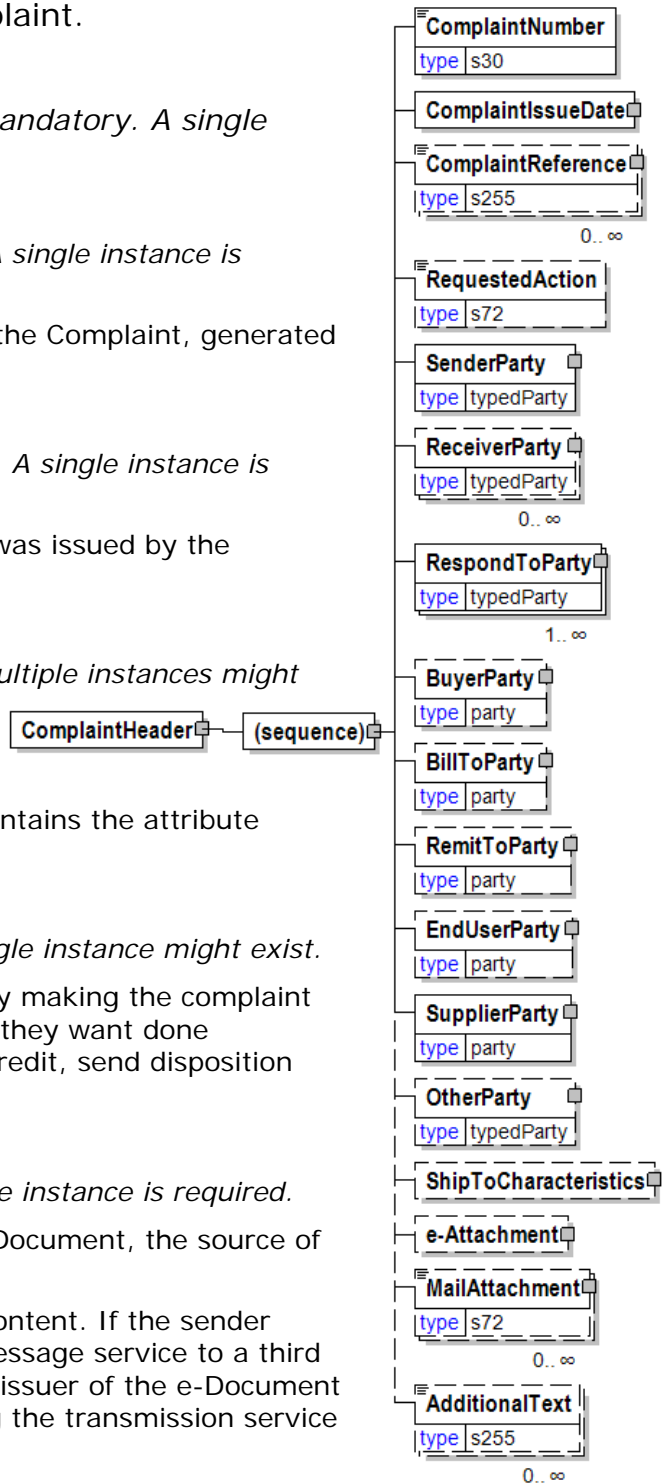 plaint.
andatory. A single
A single instance is
the Complaint, generated
. A single instance is
was issued by the
ultiple instances might
ntains the attribute
gle instance might exist.
y making the complaint
they want done
redit, send disposition
e instance is required.
Document, the source of
ontent. If the sender
essage service to a third
issuer of the e-Document
g the transmission service
ComplaintHeader
(sequence)
ComplaintNumber
type s30
ComplaintIssueDate
ComplaintReference
type s255
0.. ∞
RequestedAction
type s72
SenderParty
type typedParty
ReceiverParty
type typedParty
0.. ∞
RespondToParty
type typedParty
1.. ∞
BuyerParty
type party
BillToParty
type party
RemitToParty
type party
EndUserParty
type party
SupplierParty
type party
OtherParty
type typedParty
ShipToCharacteristics
e-Attachment
MailAttachment
type s72
0.. ∞
AdditionalText
type s255
0.. ∞